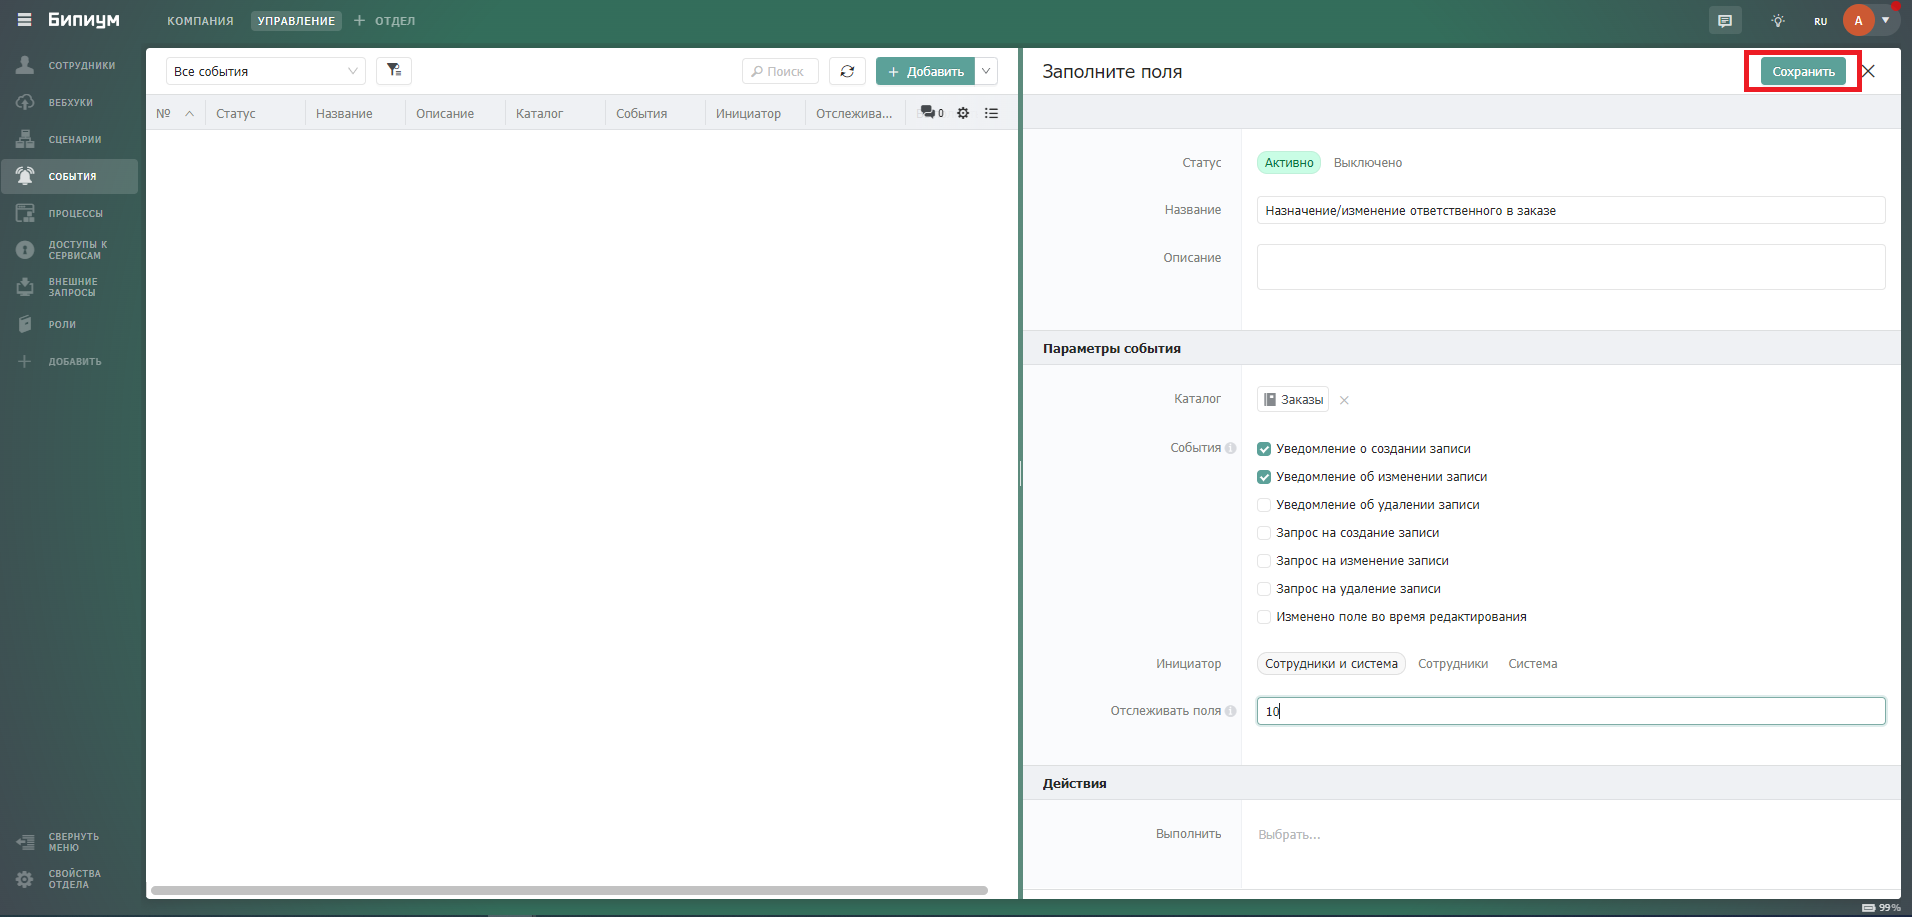 Бипиум
КОМПАНИЯ
УПРАВЛЕНИЕ
ОТДЕЛ
RU
А
СОТРУДНИКИ
ВЕБХУКИ
СЦЕНАРИИ
СОБЫТИЯ
ПРОЦЕССЫ
ДОСТУПЫ К
СЕРВИСАМ
ВНЕШНИЕ
ЗАПРОСЫ
РОЛИ
ДОБАВИТЬ
СВЕРНУТЬ
МЕНЮ
СВОЙСТВА
ОТДЕЛА
Все события
Поиск
Добавить
№ Статус Название Описание Каталог События Инициатор Отслежива... 0
Заполните поля
Сохранить
Статус Активно Выключено
Название Назначение/изменение ответственного в заказе
Описание
Параметры события
Каталог Заказы
События Уведомление о создании записи
Уведомление об изменении записи
Уведомление об удалении записи
Запрос на создание записи
Запрос на изменение записи
Запрос на удаление записи
Изменено поле во время редактирования
Инициатор Сотрудники и система Сотрудники Система
Отслеживать поля 10
Действия
Выполнить Выбрать...
99%